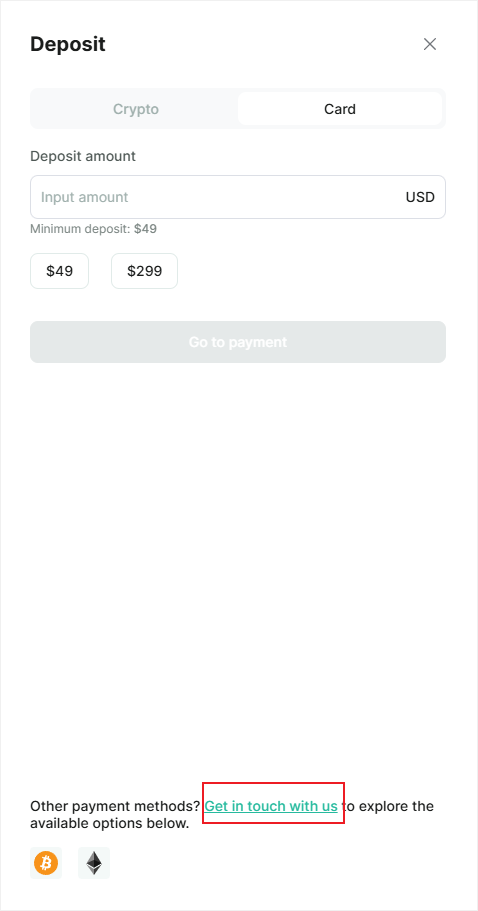 Deposit
Crypto
Card
Deposit amount
Input amount
USD
Minimum deposit: $49
$49
$299
Go to payment
Other payment methods? Get in touch with us to explore the
available options below.